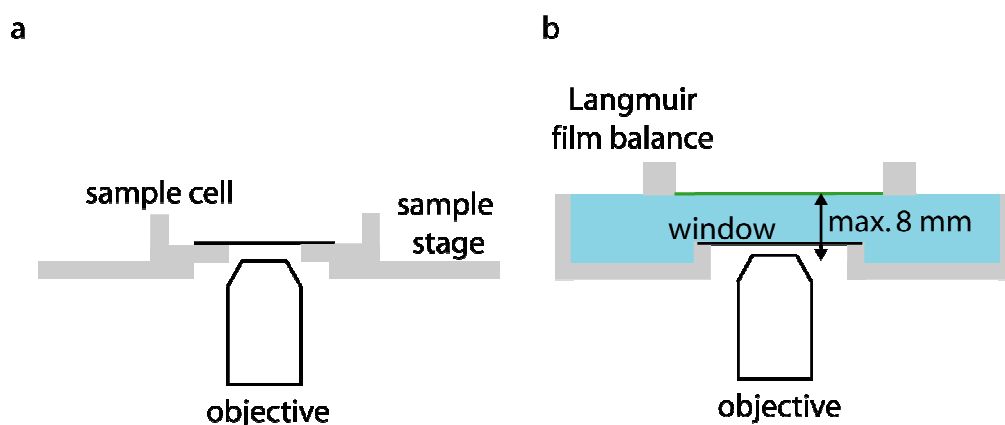 a
sample cell
sample
stage
objective
b
Langmuir
film balance
window
max. 8 mm
objective